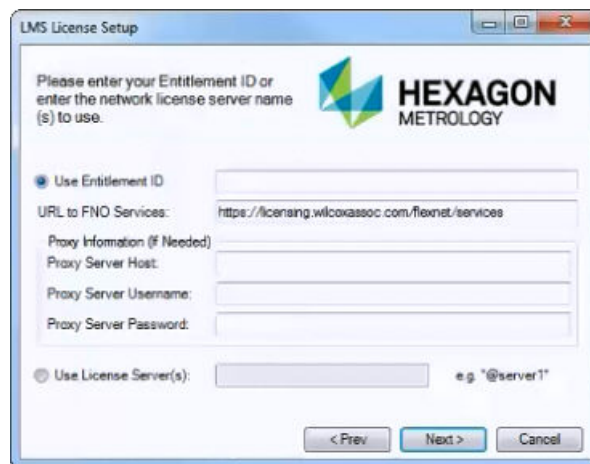 LMS License Setup
Please enter your Entitlement ID or
enter the network license server name
(s) to use.
HEXAGON
METROLOGY
Use Entitlement ID
URL to FNO Services:
https://licensing.wilcoxassoc.com/flexnet/services
Proxy Information (If Needed)
Proxy Server Host:
Proxy Server Username:
Proxy Server Password:
Use License Server(s):
e.g. "@server1"
< Prev
Next >
Cancel